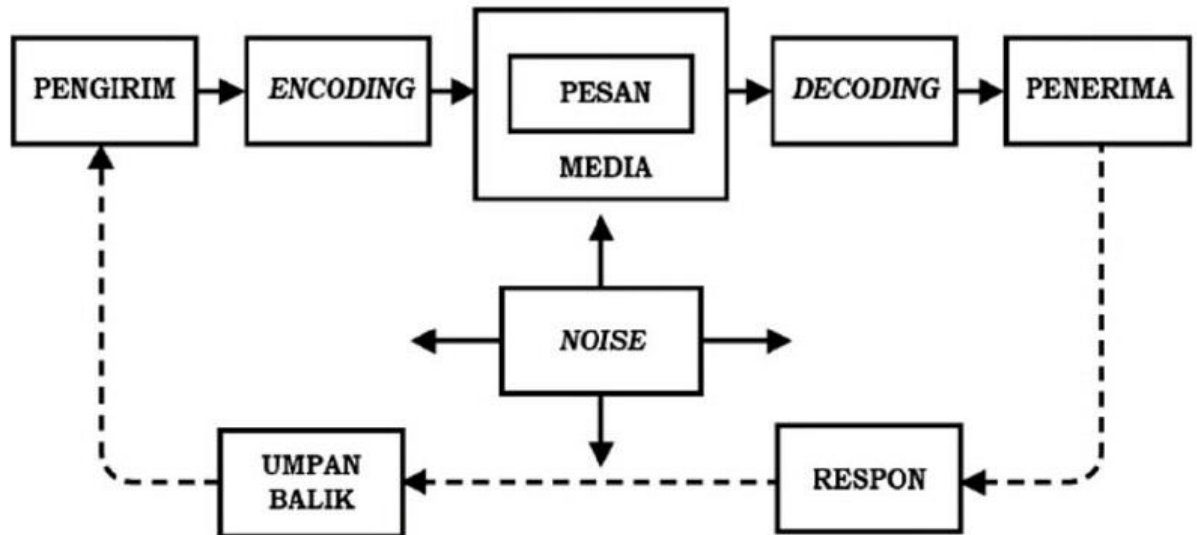 PENGIRIM
ENCODING
PESAN
MEDIA
DECODING
PENERIMA
NOISE
UMPAN
BALIK
RESPON